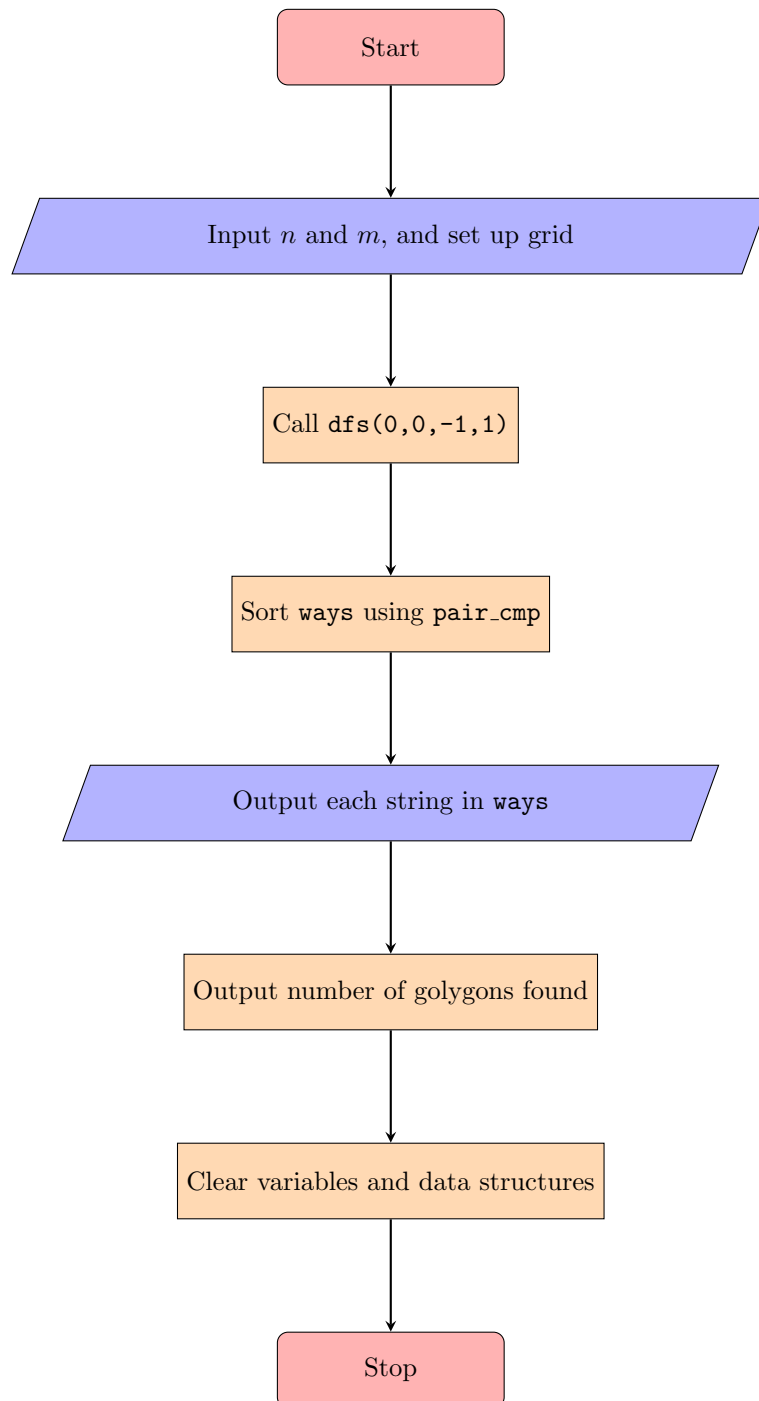 Start
Input n and m, and set up grid
Call dfs(0,0,-1,1)
Sort ways using pair_cmp
Output each string in ways
Output number of golygons found
Clear variables and data structures
Stop